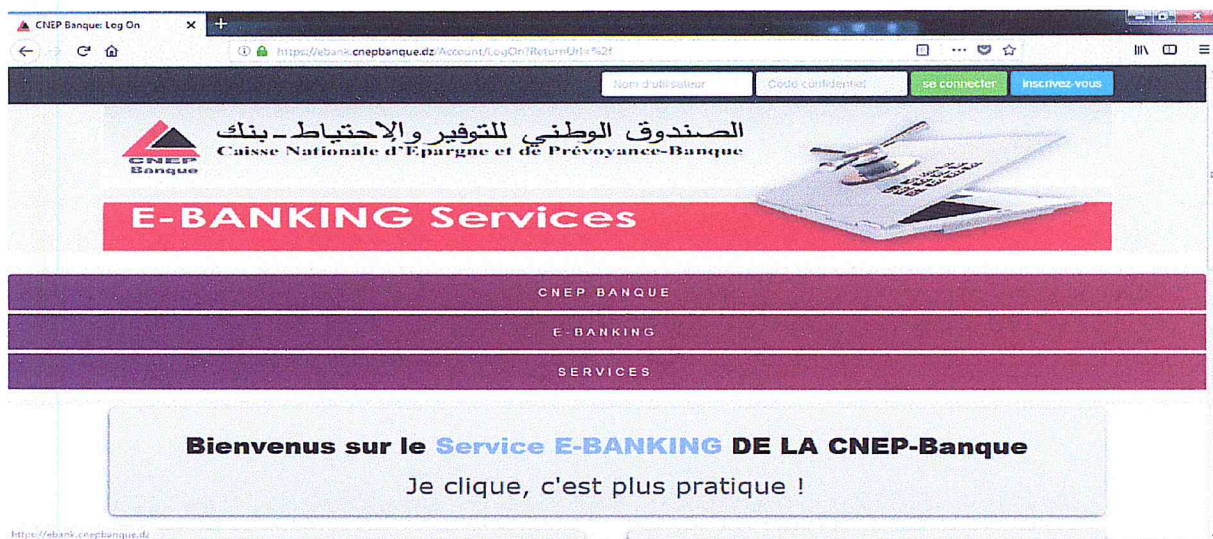 CNEP Banque: Log On
https://ebank.cnepbanque.dz/Account/LogOn?ReturnUrl=%2f
Nom d'utilisateur
Code confidentiel
se connecter
inscrivez-vous
الصندوق الوطني للتوفير والإحتياط - بنك
Caisse Nationale d'Epargne et de Prévoyance-Banque
CNEP
Banque
E-BANKING Services
CNEP BANQUE
E-BANKING
SERVICES
Bienvenus sur le Service E-BANKING DE LA CNEP-Banque
Je clique, c'est plus pratique !
https://ebank.cnepbanque.dz